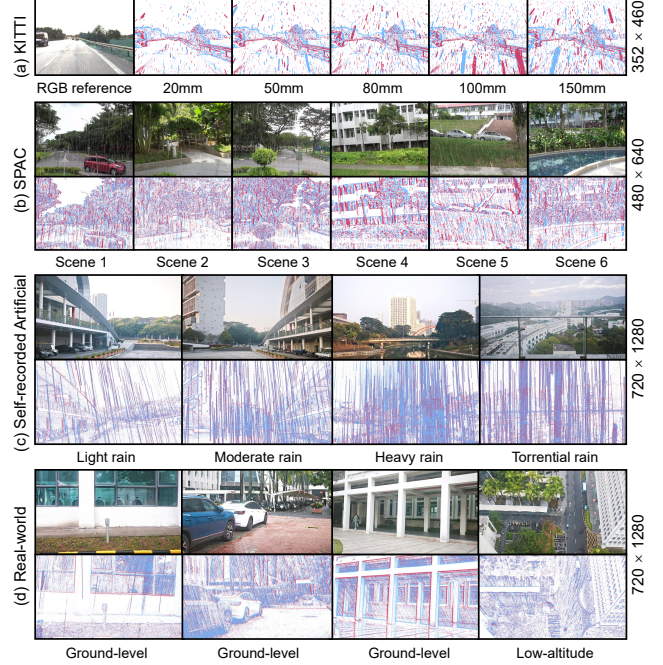 (a) KITTI
352 × 460
RGB reference 20mm 50mm 80mm 100mm 150mm
(b) SPAC
480 × 640
Scene 1 Scene 2 Scene 3 Scene 4 Scene 5 Scene 6
(c) Self-recorded Artificial
720 × 1280
Light rain Moderate rain Heavy rain Torrential rain
(d) Real-world
720 × 1280
Ground-level Ground-level Ground-level Low-altitude